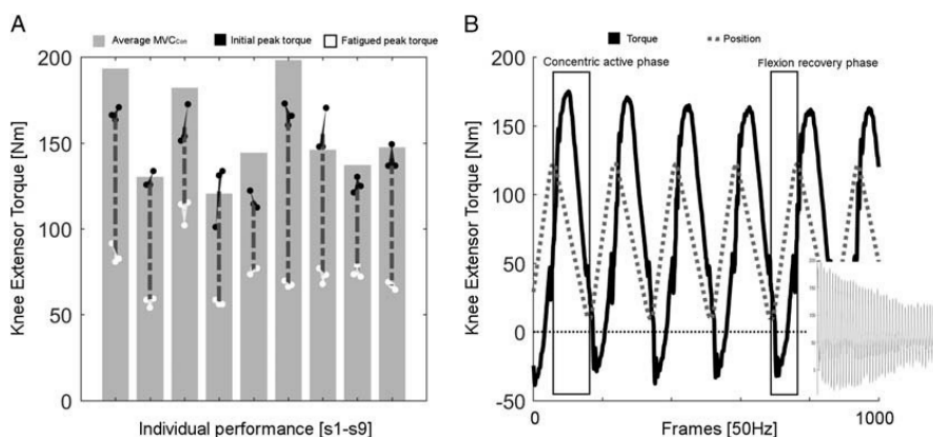 A
Average MVCCon Initial peak torque Fatigued peak torque
Knee Extensor Torque [Nm]
200
150
100
50
0
Individual performance [s1-s9]
B
Torque Position
Concentric active phase Flexion recovery phase
Knee Extensor Torque [Nm]
200
150
100
50
0
-50
0 1000
Frames [50Hz]